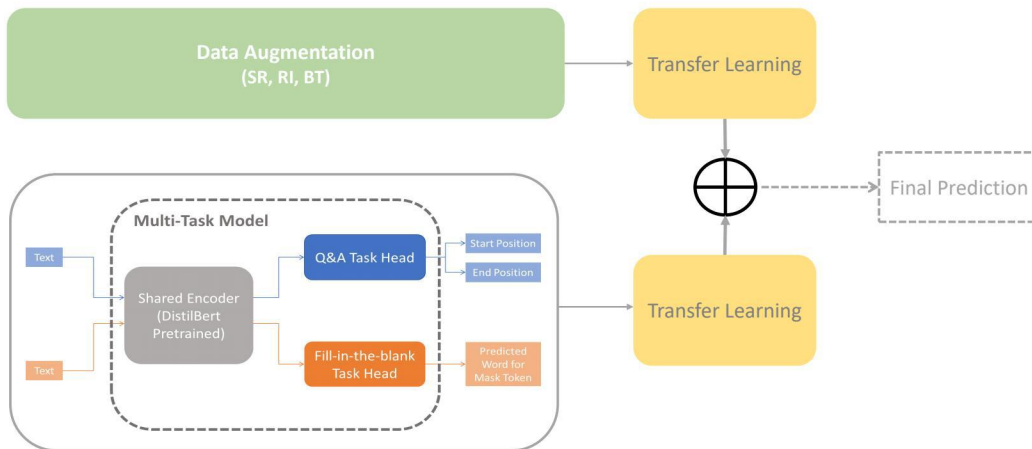 Data Augmentation
(SR, RI, BT)
Transfer Learning
Final Prediction
Multi-Task Model
Text
Text
Shared Encoder
(DistilBert
Pretrained)
Q&A Task Head
Start Position
End Position
Fill-in-the-blank
Task Head
Predicted
Word for
Mask Token
Transfer Learning